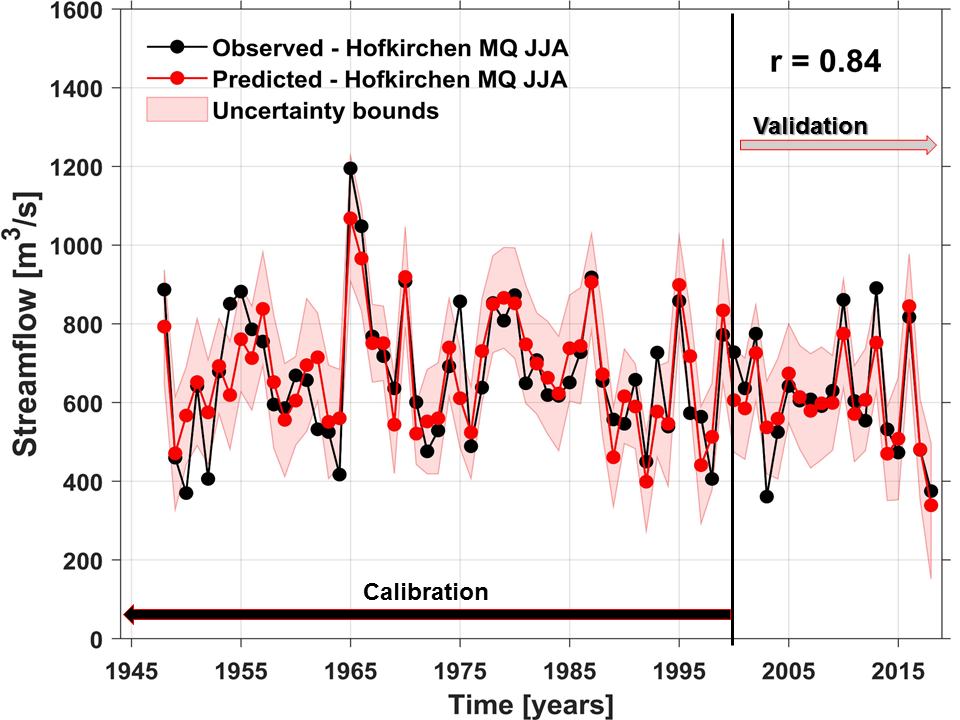 1600
1400
1200
1000
800
600
400
200
0
Streamflow [m³/s]
Observed - Hofkirchen MQ JJA
Predicted - Hofkirchen MQ JJA
Uncertainty bounds
r = 0.84
Validation
Calibration
1945 1955 1965 1975 1985 1995 2005 2015
Time [years]